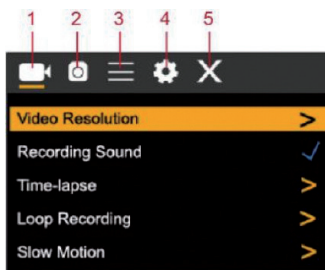 1 2 3 4 5
Video Resolution >
Recording Sound
Time-lapse >
Loop Recording >
Slow Motion >